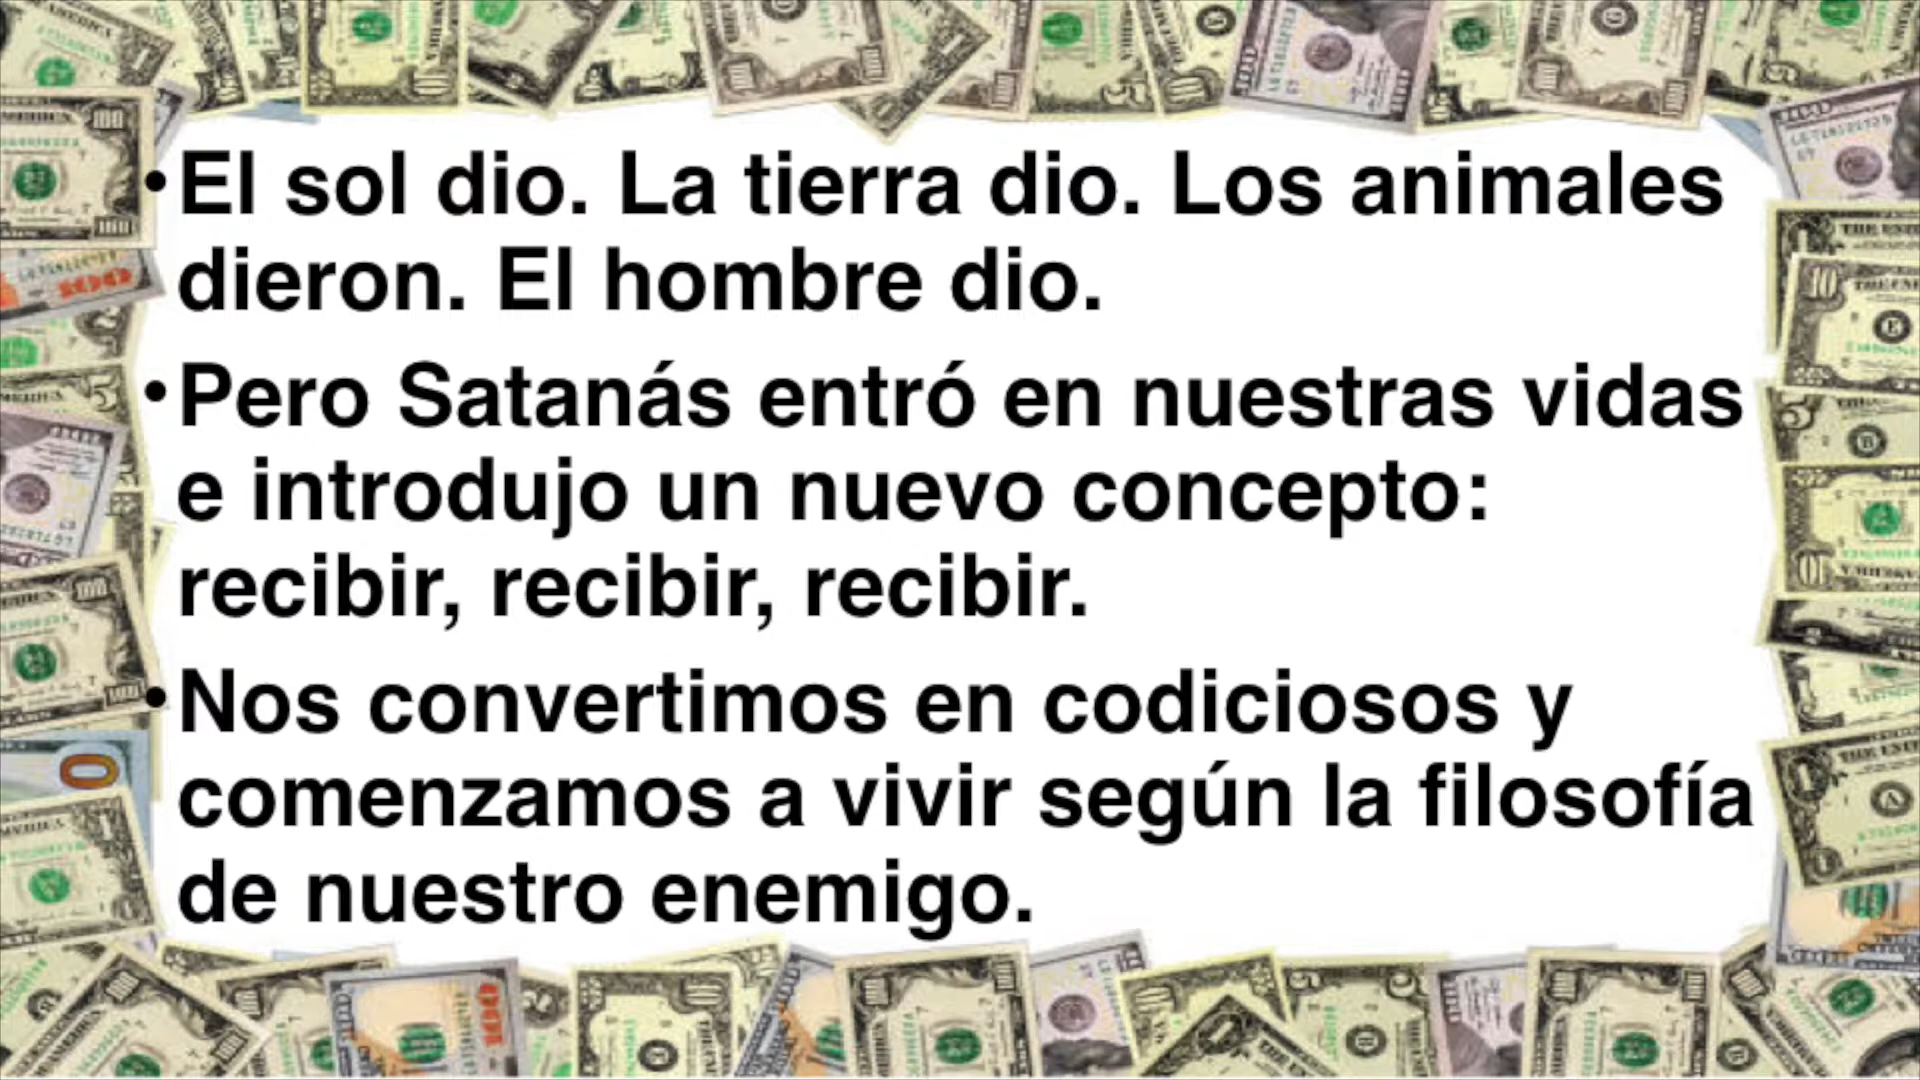 •El sol dio. La tierra dio. Los animales
dieron. El hombre dio.
•Pero Satanás entró en nuestras vidas
e introdujo un nuevo concepto:
recibir, recibir, recibir.
•Nos convertimos en codiciosos y
comenzamos a vivir según la filosofía
de nuestro enemigo.